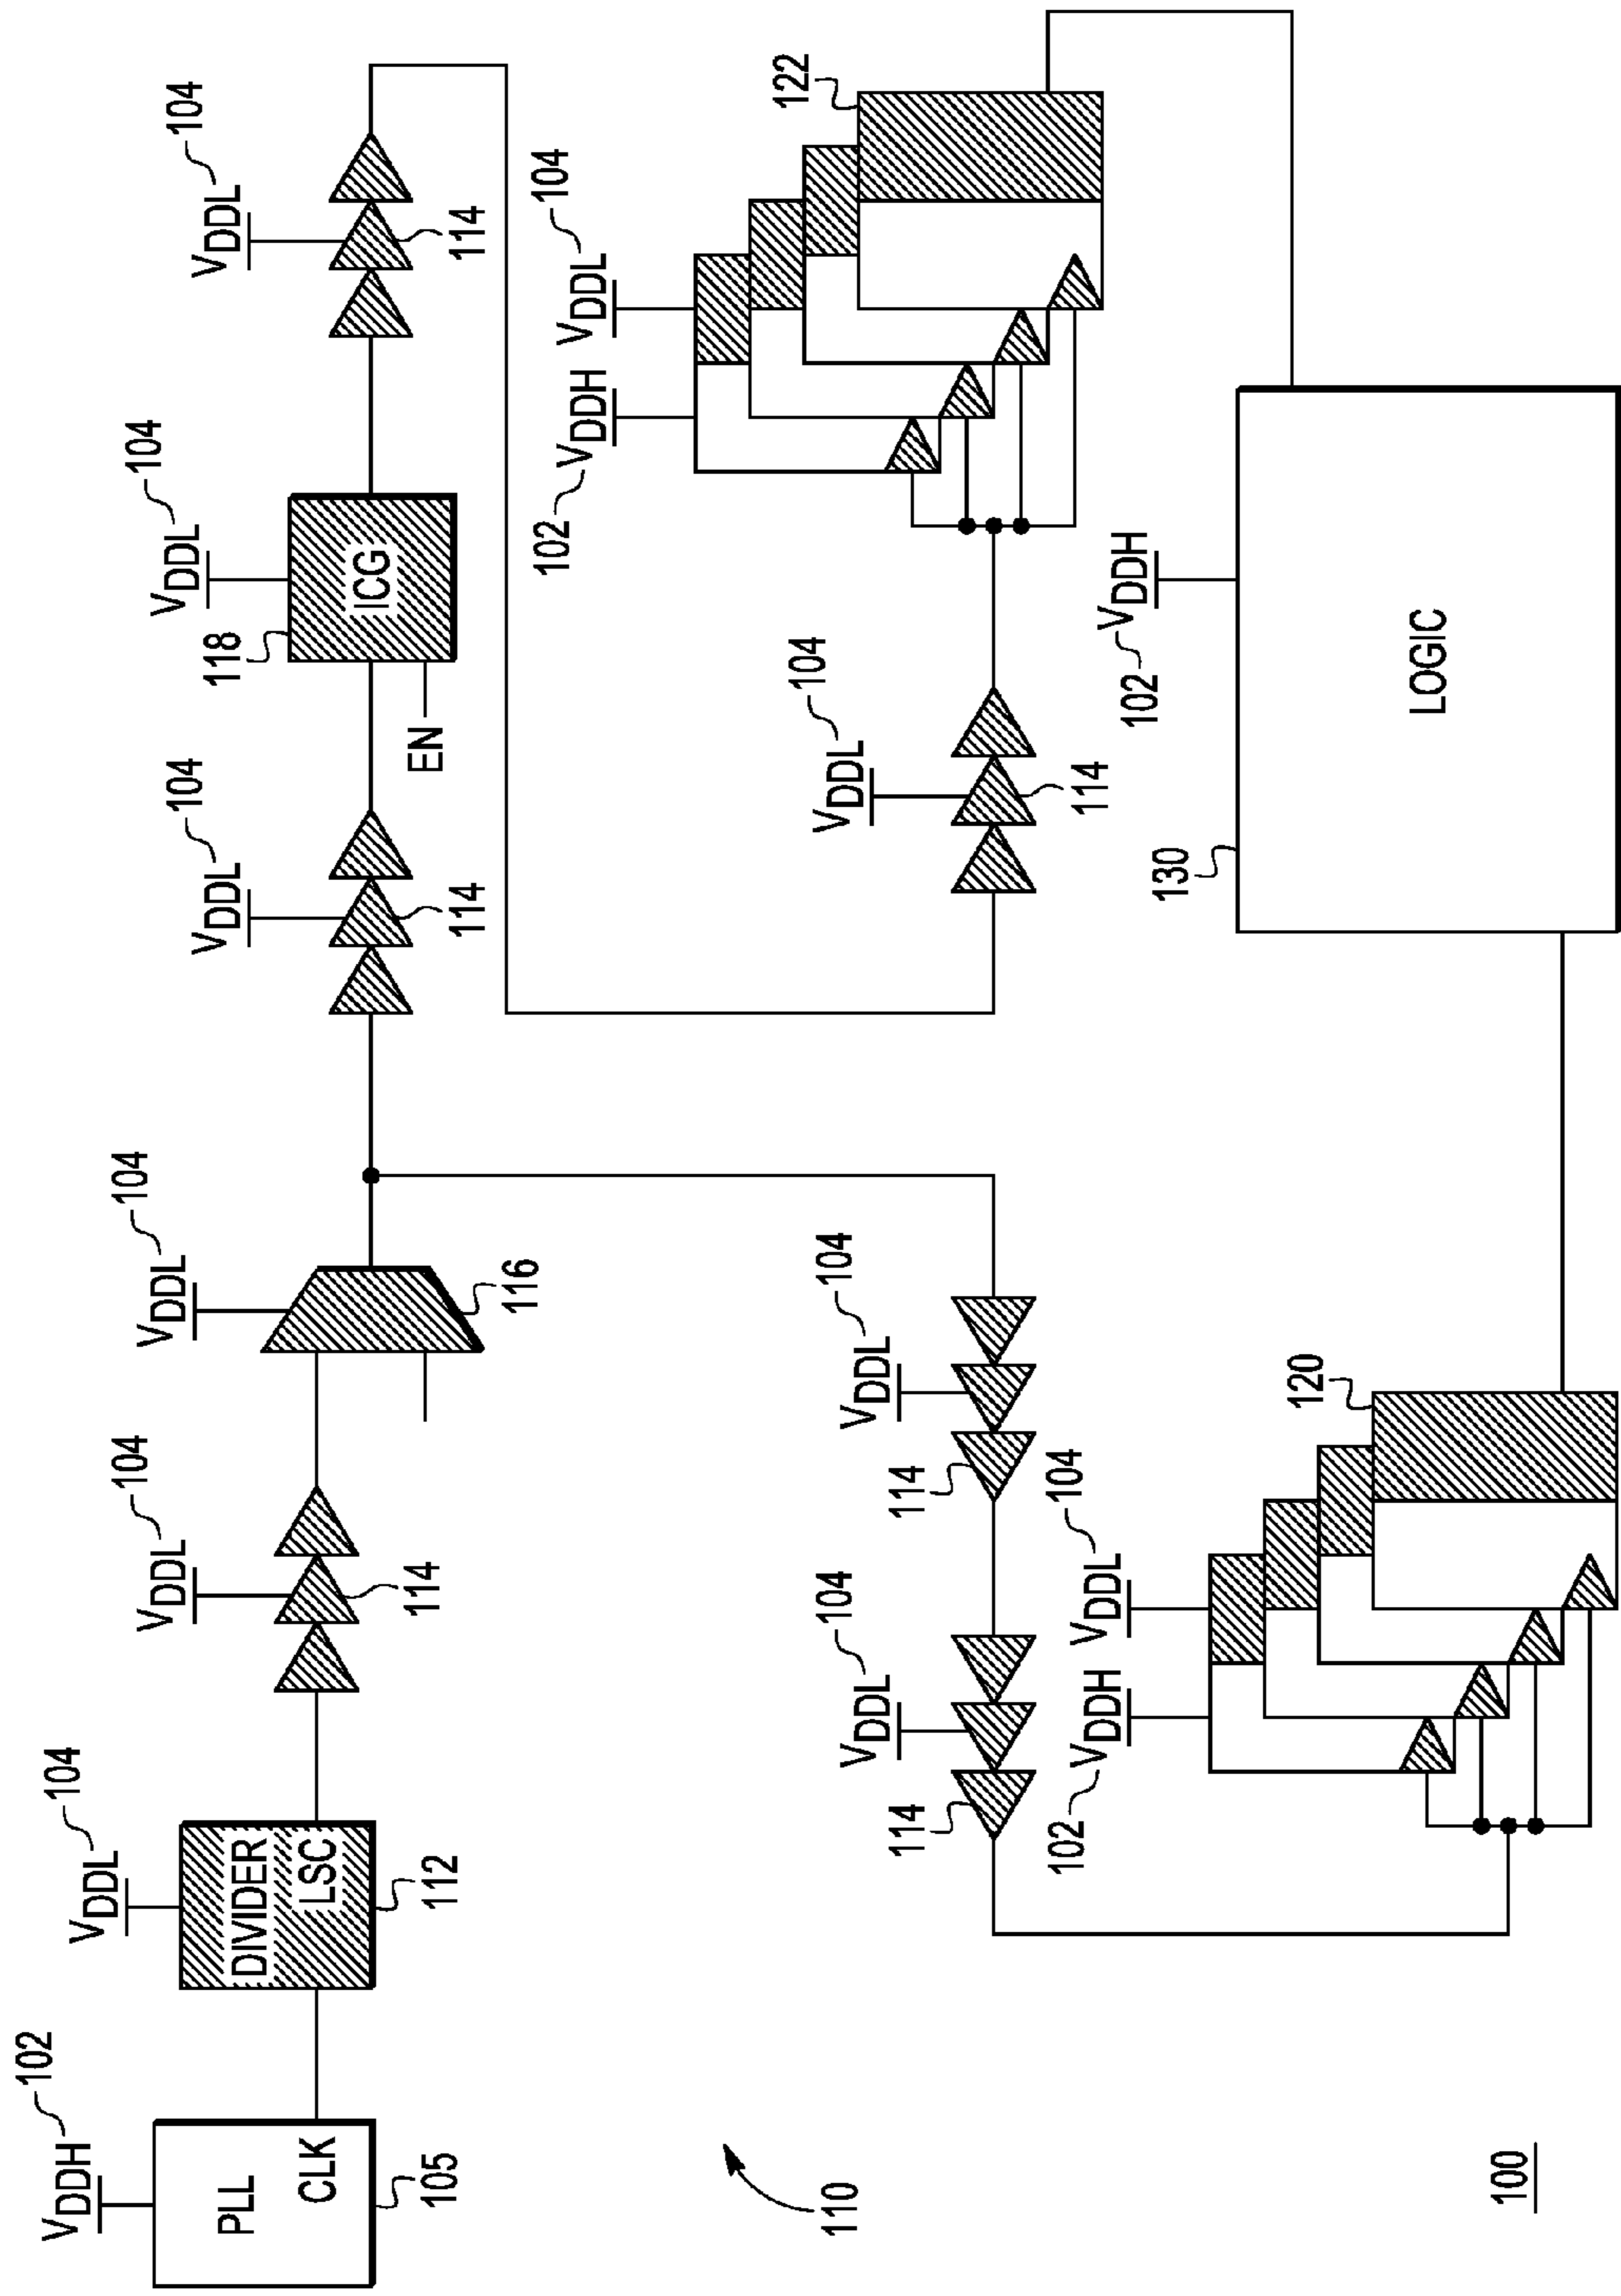 VDDH 102
PLL
CLK
105
VDDL 104
DIVIDER
LSC
112
VDDL 104
114
VDDL 104
116
VDDL 104
114
VDDL 104
118
ICG
EN
VDDL 104
114
110
VDDL 104
114
VDDL 104
114
VDDL 104
114
102 VDDH
VDDL 104
122
102 VDDH
VDDL 104
120
102 VDDH
130
LOGIC
100